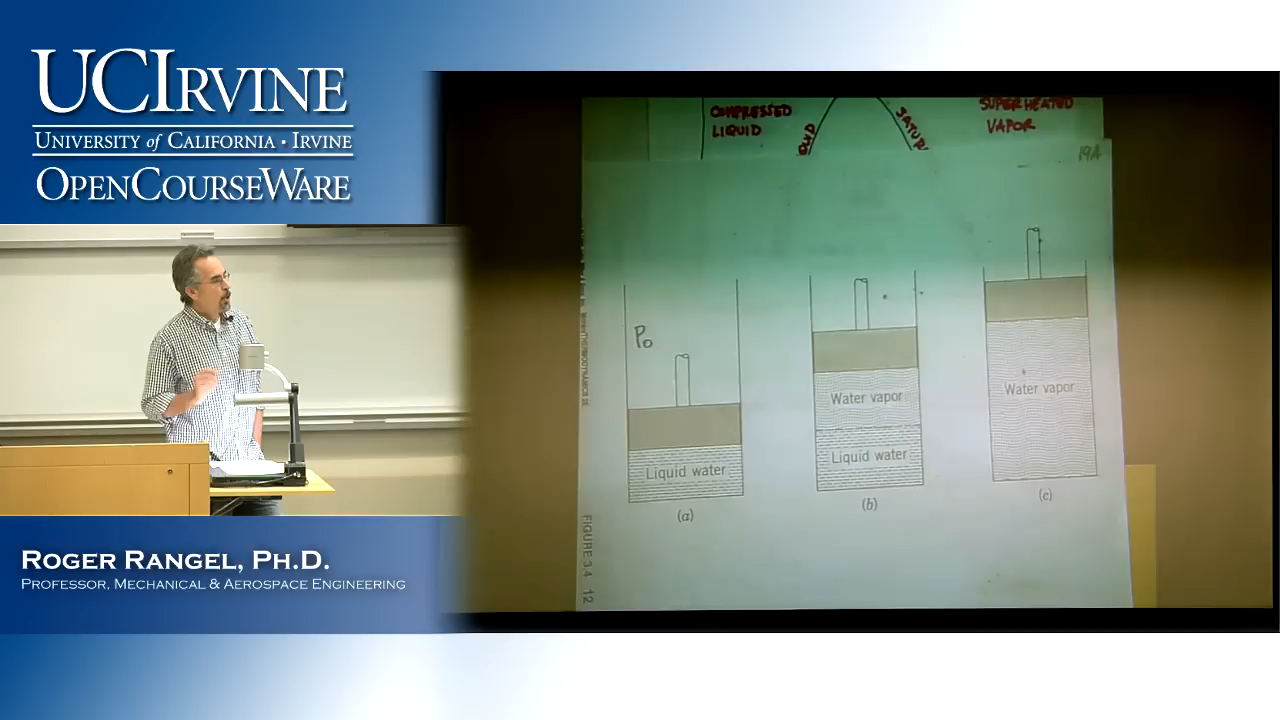 UCIRVINE
UNIVERSITY of CALIFORNIA • IRVINE
OPENCOURSEWARE
COMPRESSED
LIQUID
SUPERHEATED
VAPOR
19A
P₀
Water vapor
Water vapor
Liquid water
Liquid water
(a)
(b)
(c)
FIGURE 3.4
12
ROGER RANGEL, PH.D.
PROFESSOR, MECHANICAL & AEROSPACE ENGINEERING